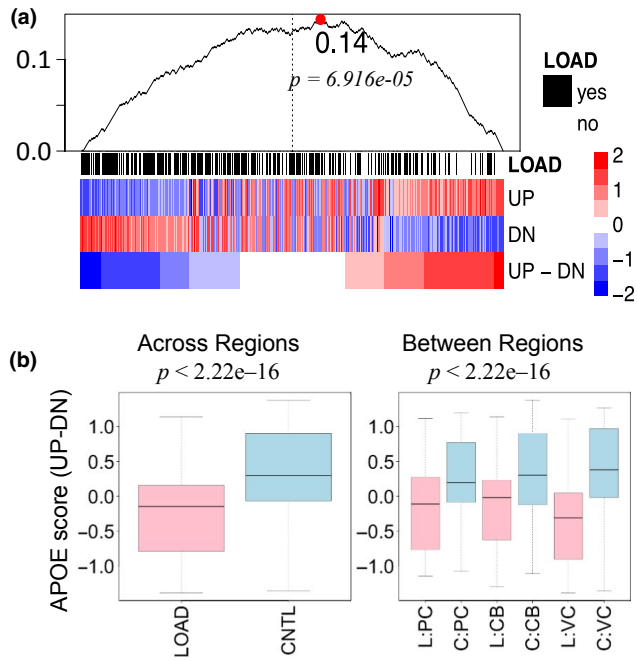 (a)
0.1
0.0
0.14
p = 6.916e-05
LOAD
yes
no
LOAD
UP
DN
UP − DN
2
1
0
−1
−2
(b)
Across Regions
p < 2.22e−16
Between Regions
p < 2.22e−16
APOE score (UP-DN)
1.0
0.5
0.0
−0.5
−1.0
LOAD
CNTL
1.0
0.5
0.0
−0.5
−1.0
L:PC
C:PC
L:CB
C:CB
L:VC
C:VC